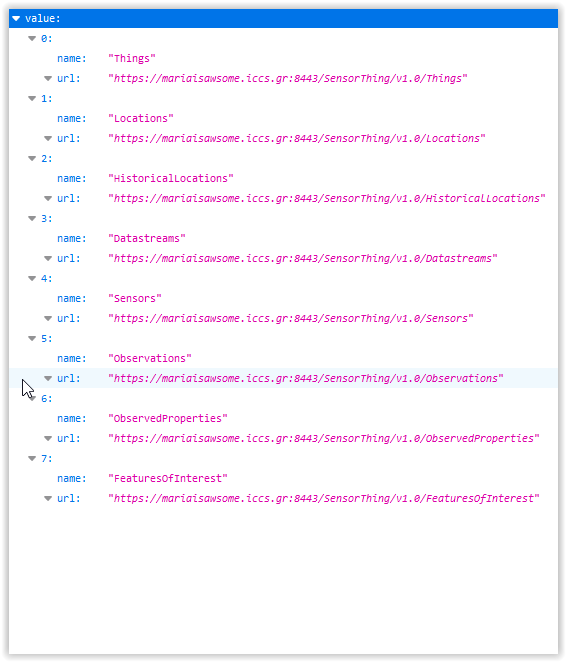 value:
0:
name: "Things"
url: "https://mariaisawsome.iccs.gr:8443/SensorThing/v1.0/Things"
1:
name: "Locations"
url: "https://mariaisawsome.iccs.gr:8443/SensorThing/v1.0/Locations"
2:
name: "HistoricalLocations"
url: "https://mariaisawsome.iccs.gr:8443/SensorThing/v1.0/HistoricalLocations"
3:
name: "Datastreams"
url: "https://mariaisawsome.iccs.gr:8443/SensorThing/v1.0/Datastreams"
4:
name: "Sensors"
url: "https://mariaisawsome.iccs.gr:8443/SensorThing/v1.0/Sensors"
5:
name: "Observations"
url: "https://mariaisawsome.iccs.gr:8443/SensorThing/v1.0/Observations"
6:
name: "ObservedProperties"
url: "https://mariaisawsome.iccs.gr:8443/SensorThing/v1.0/ObservedProperties"
7:
name: "FeaturesOfInterest"
url: "https://mariaisawsome.iccs.gr:8443/SensorThing/v1.0/FeaturesOfInterest"